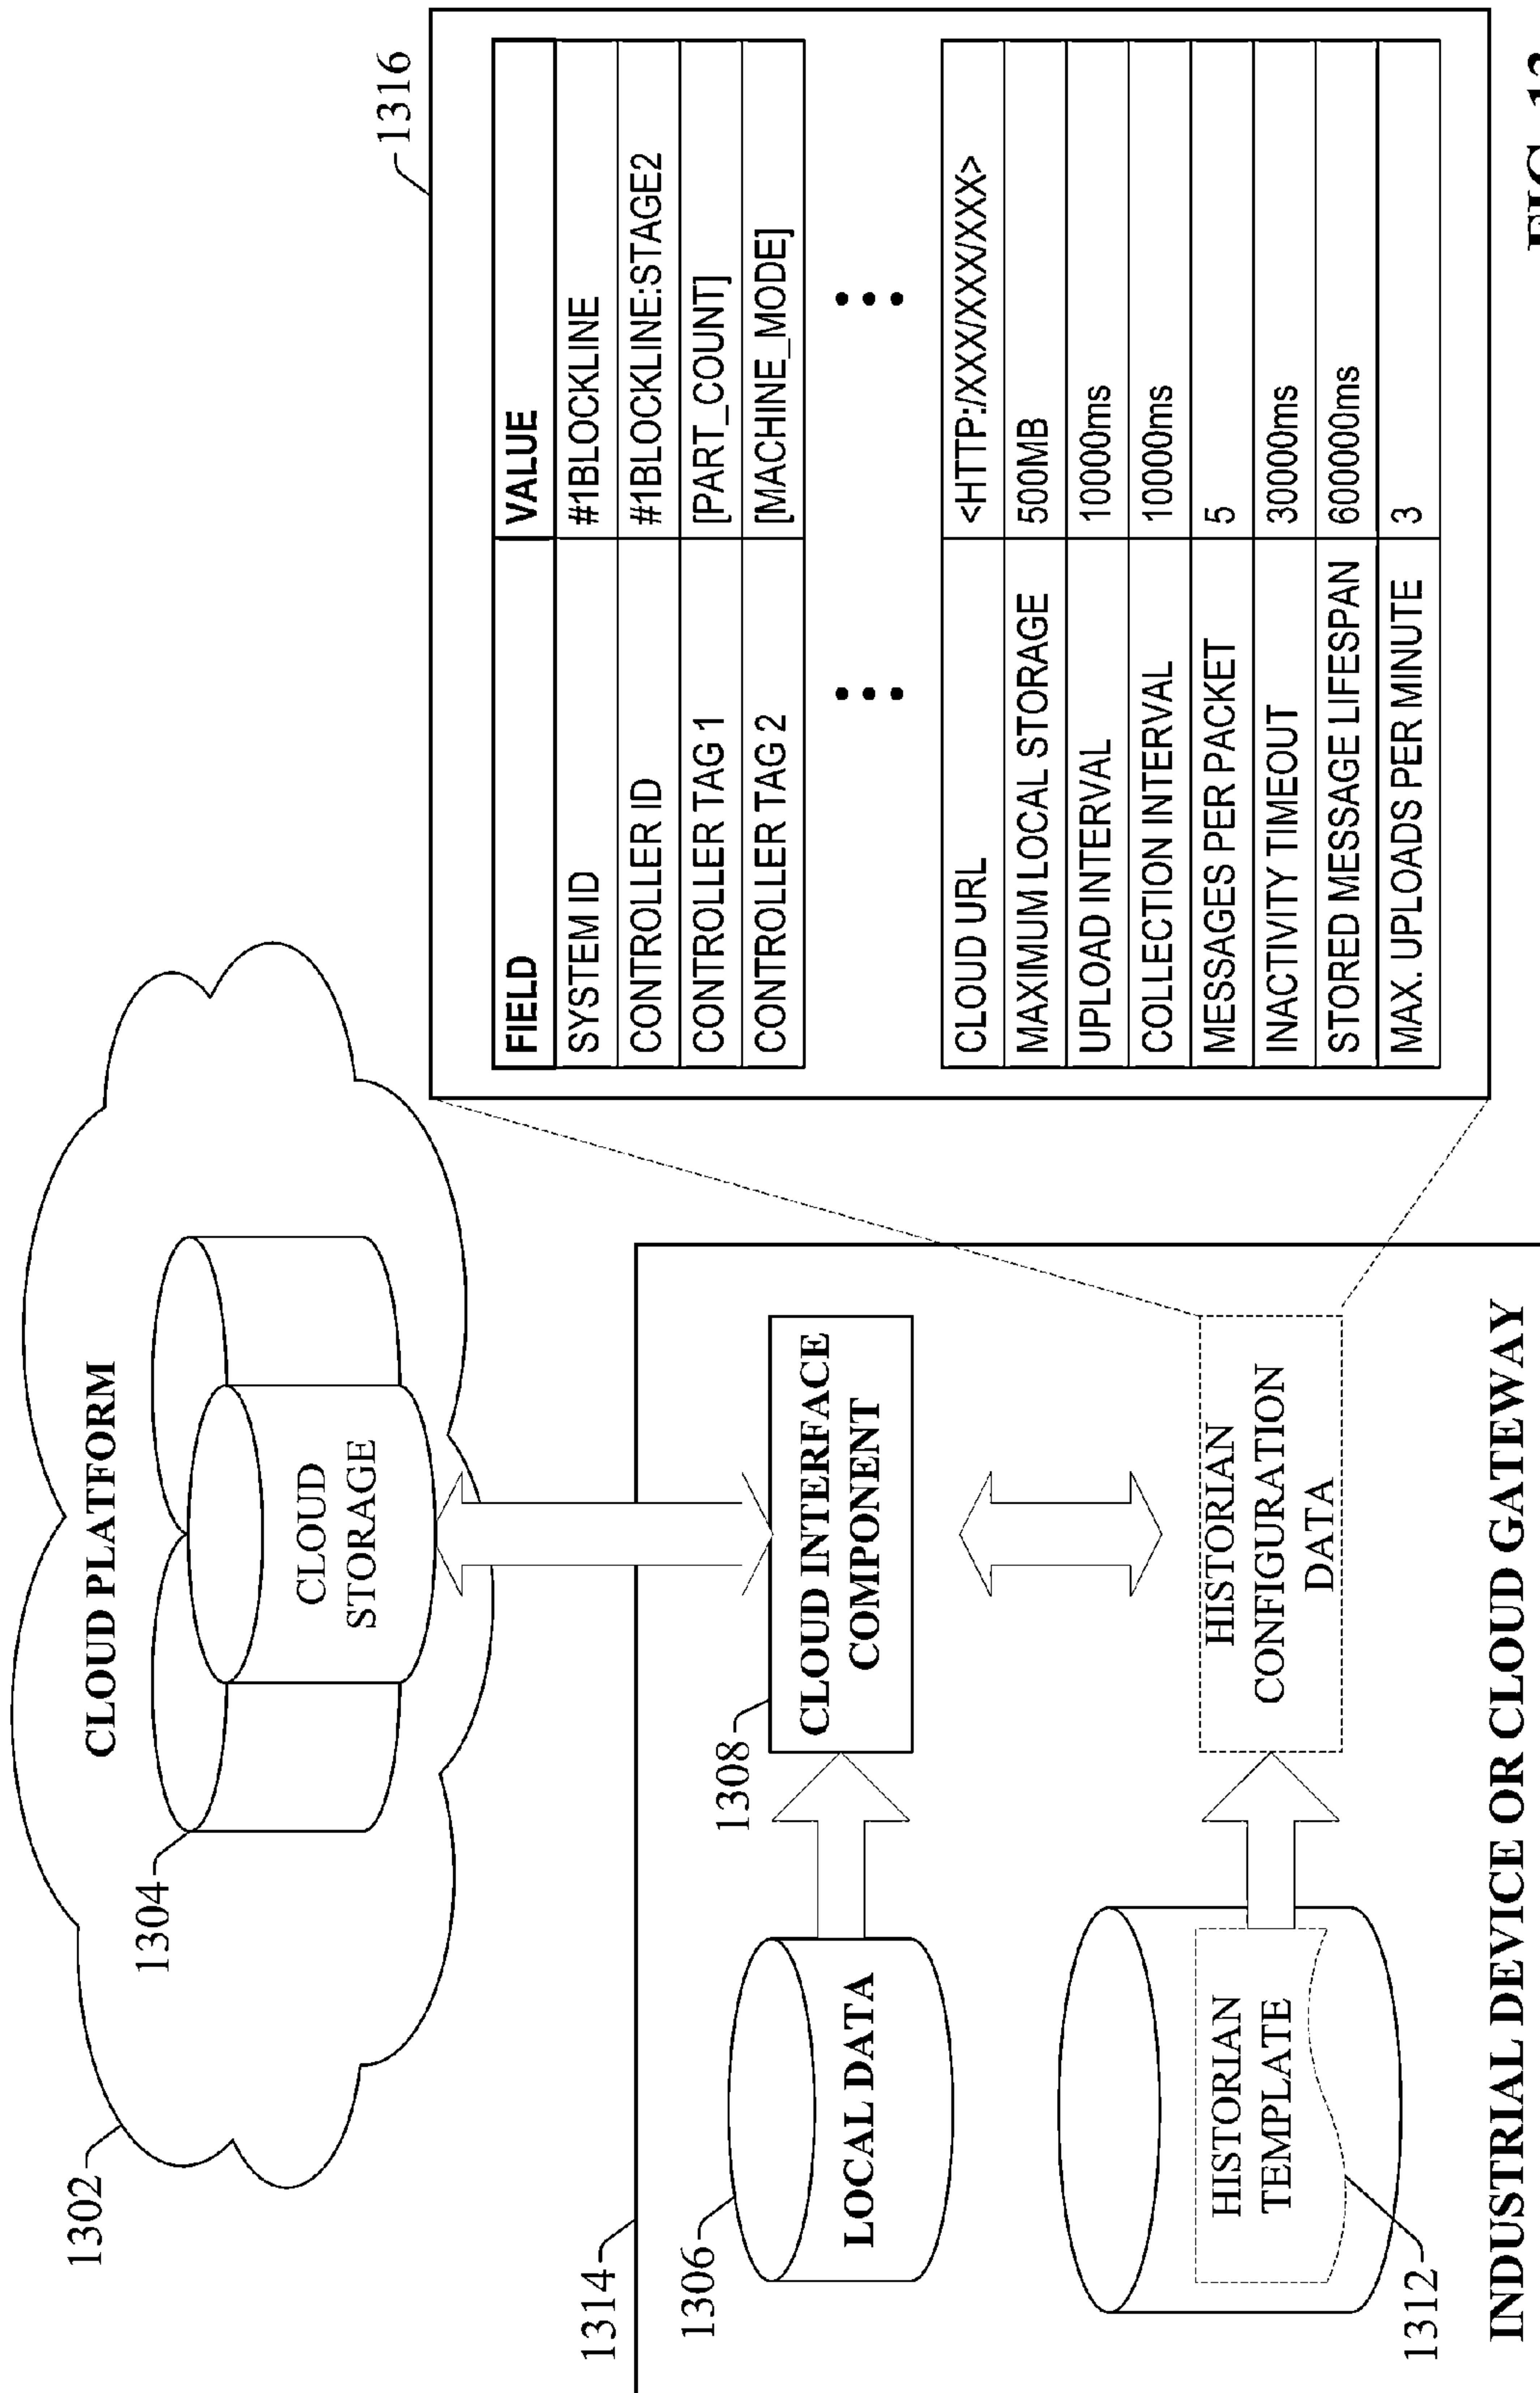 1302
CLOUD PLATFORM
1304
CLOUD
STORAGE
1314
1306
LOCAL DATA
1308
CLOUD INTERFACE
COMPONENT
HISTORIAN
TEMPLATE
1312
HISTORIAN
CONFIGURATION
DATA
INDUSTRIAL DEVICE OR CLOUD GATEWAY
1316
FIELD VALUE
SYSTEM ID #1BLOCKLINE
CONTROLLER ID #1BLOCKLINE:STAGE2
CONTROLLER TAG 1 [PART_COUNT]
CONTROLLER TAG 2 [MACHINE_MODE]
CLOUD URL <HTTP:/XXX/XXX/XXX>
MAXIMUM LOCAL STORAGE 500MB
UPLOAD INTERVAL 10000ms
COLLECTION INTERVAL 10000ms
MESSAGES PER PACKET 5
INACTIVITY TIMEOUT 30000ms
STORED MESSAGE LIFESPAN 600000ms
MAX. UPLOADS PER MINUTE 3
FIG. 13